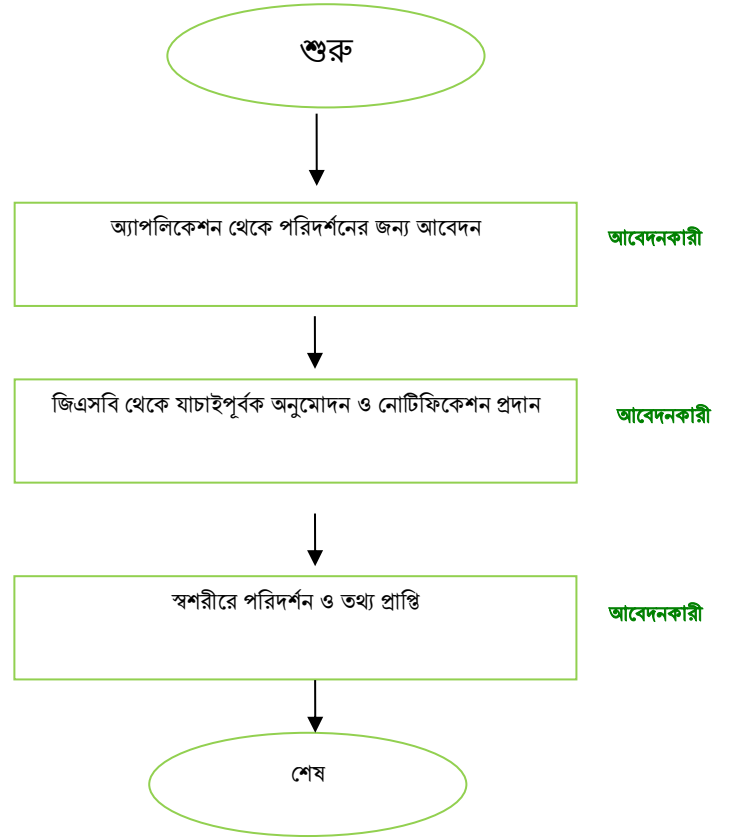 শুরু
অ্যাপলিকেশন থেকে পরিদর্শনের জন্য আবেদন
আবেদনকারী
জিএসবি থেকে যাচাইপূর্বক অনুমোদন ও নোটিফিকেশন প্রদান
আবেদনকারী
স্বশরীরে পরিদর্শন ও তথ্য প্রাপ্তি
আবেদনকারী
শেষ